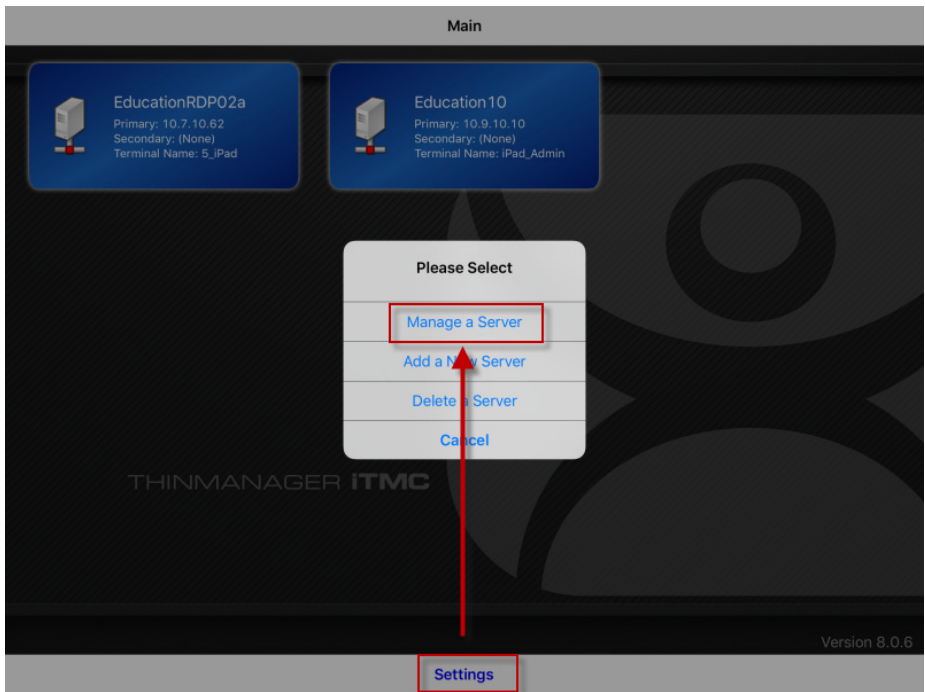 Main
EducationRDP02a
Primary: 10.7.10.62
Secondary: (None)
Terminal Name: 5_iPad
Education10
Primary: 10.9.10.10
Secondary: (None)
Terminal Name: iPad_Admin
Please Select
Manage a Server
Add a New Server
Delete a Server
Cancel
THINMANAGER iTMC
Version 8.0.6
Settings